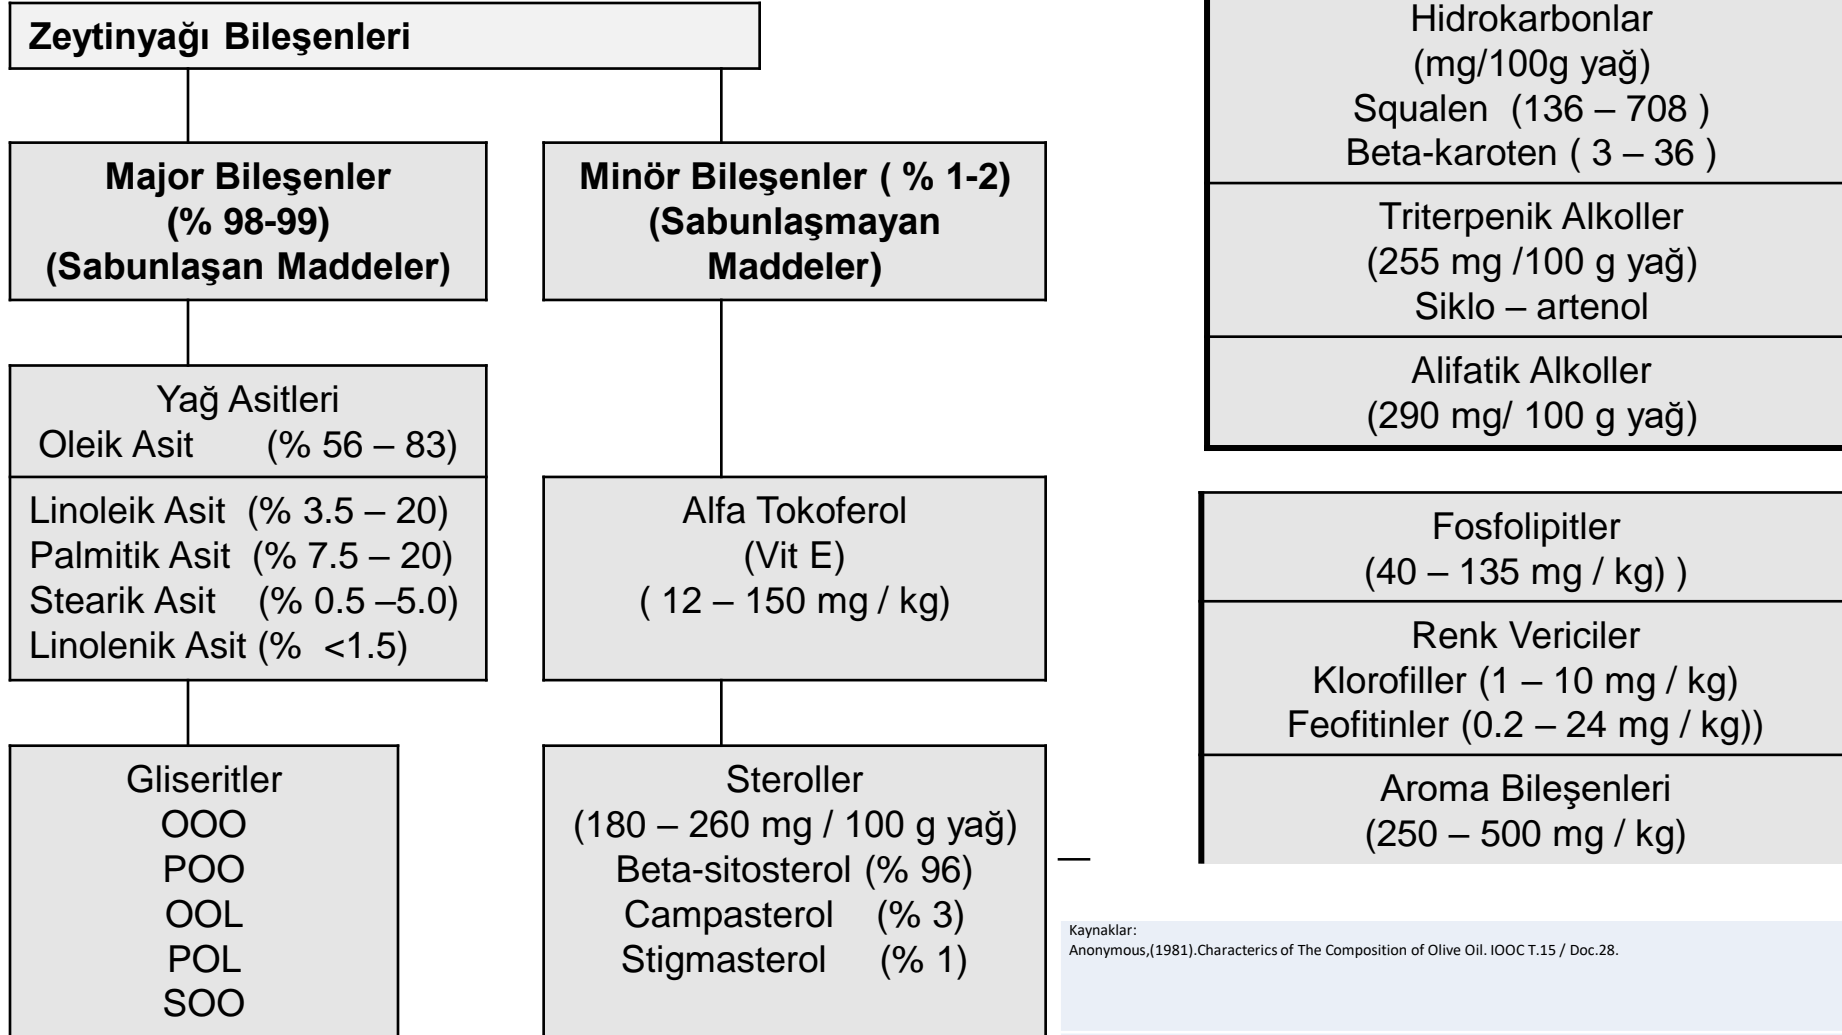 Zeytinyağı Bileşenleri
Major Bileşenler
(% 98-99)
(Sabunlaşan Maddeler)
Yağ Asitleri
Oleik Asit (% 56 – 83)
Linoleik Asit (% 3.5 – 20)
Palmitik Asit (% 7.5 – 20)
Stearik Asit (% 0.5 –5.0)
Linolenik Asit (% <1.5)
Gliseritler
OOO
POO
OOL
POL
SOO
Minör Bileşenler ( % 1-2)
(Sabunlaşmayan
Maddeler)
Alfa Tokoferol
(Vit E)
( 12 – 150 mg / kg)
Steroller
(180 – 260 mg / 100 g yağ)
Beta-sitosterol (% 96)
Campasterol (% 3)
Stigmasterol (% 1)
Hidrokarbonlar
(mg/100g yağ)
Squalen (136 – 708 )
Beta-karoten ( 3 – 36 )
Triterpenik Alkoller
(255 mg /100 g yağ)
Siklo – artenol
Alifatik Alkoller
(290 mg/ 100 g yağ)
Fosfolipitler
(40 – 135 mg / kg) )
Renk Vericiler
Klorofiller (1 – 10 mg / kg)
Feofitinler (0.2 – 24 mg / kg))
Aroma Bileşenleri
(250 – 500 mg / kg)
Kaynaklar:
Anonymous,(1981).Characterics of The Composition of Olive Oil. IOOC T.15 / Doc.28.